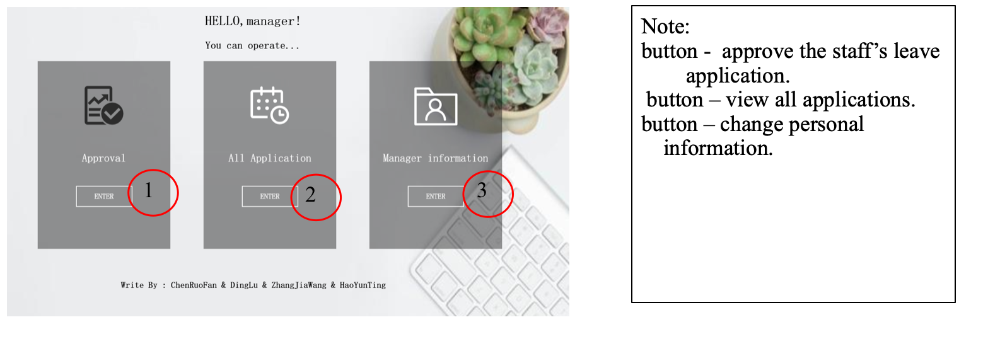 HELLO,manager!
You can operate...
Approval
ENTER
1
All Application
ENTER
2
Manager information
ENTER
3
Write By : ChenRuoFan & DingLu & ZhangJiaWang & HaoYunTing
Note:
button - approve the staff’s leave
application.
button – view all applications.
button – change personal
information.